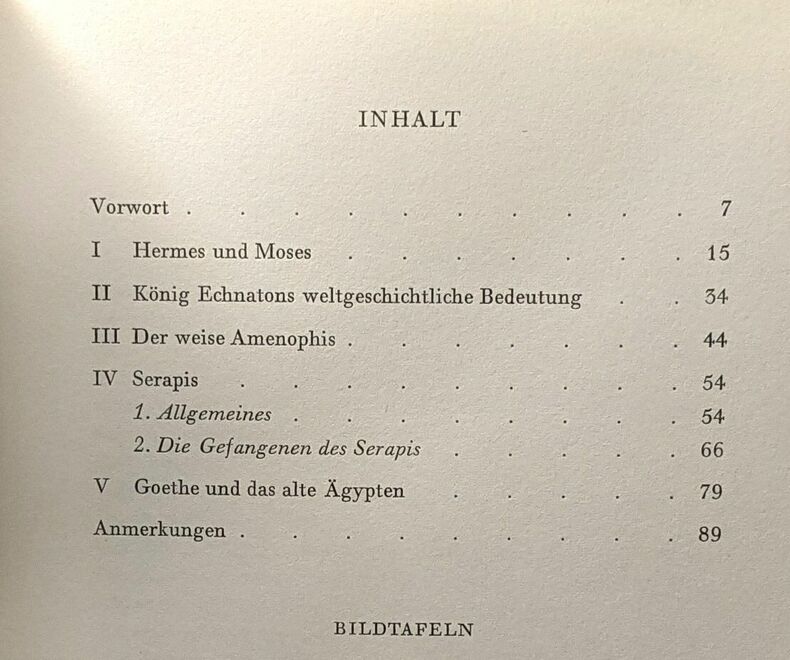 INHALT
Vorwort . . . . . . . . . . 7
I Hermes und Moses . . . . . . . 15
II König Echnatons weltgeschichtliche Bedeutung . . 34
III Der weise Amenophis . . . . . . . 44
IV Serapis . . . . . . . . . 54
1. Allgemeines . . . . . . . . 54
2. Die Gefangenen des Serapis . . . . . 66
V Goethe und das alte Ägypten . . . . . 79
Anmerkungen . . . . . . . . . 89
BILDTAFELN